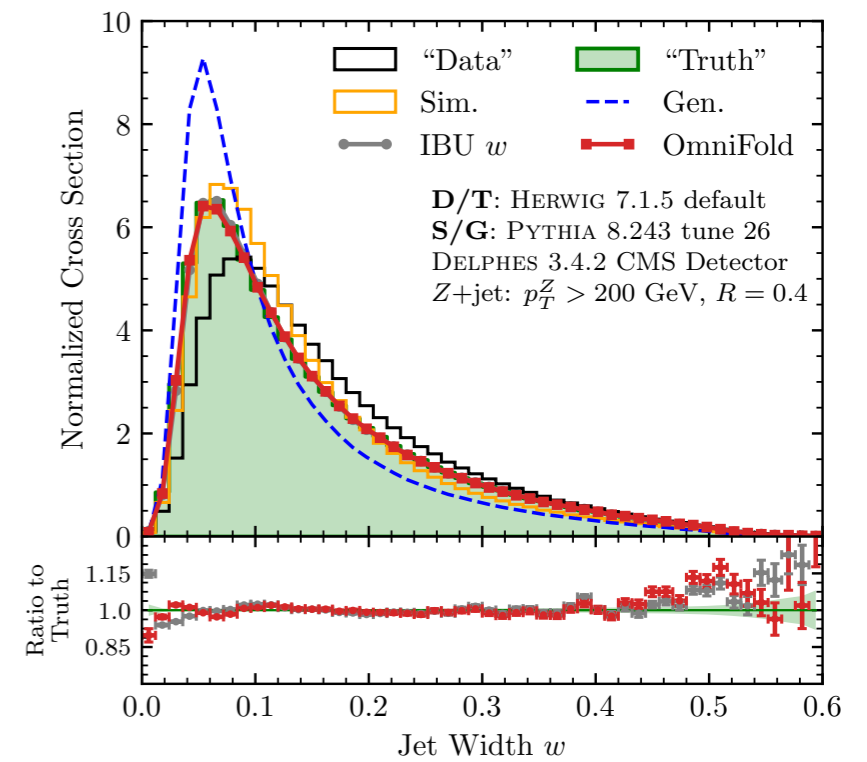 10
8
6
4
2
0
Normalized Cross Section
“Data”
“Truth”
Sim.
Gen.
IBU w
OmniFold
D/T: HERWIG 7.1.5 default
S/G: PYTHIA 8.243 tune 26
DELPHES 3.4.2 CMS Detector
Z+jet: p_T^Z > 200 GeV, R = 0.4
1.15
1.0
0.85
Ratio to
Truth
0.0 0.1 0.2 0.3 0.4 0.5 0.6
Jet Width w